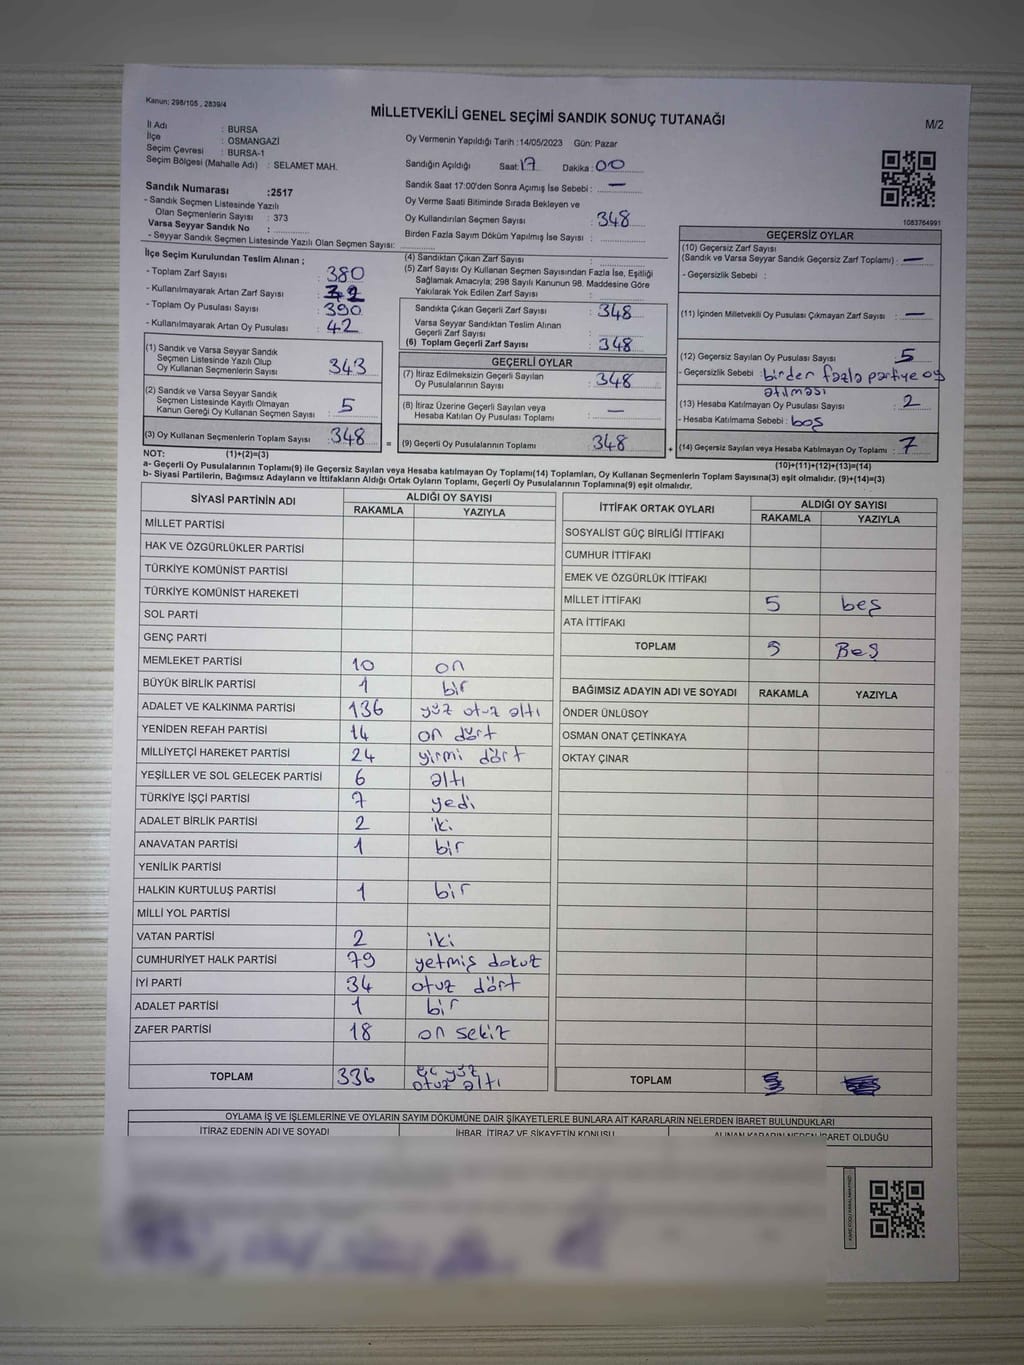 Kanun; 298/105 , 2839/4
MİLLETVEKİLİ GENEL SEÇİMİ SANDIK SONUÇ TUTANAĞI
M/2
İl Adı : BURSA
İlçe : OSMANGAZİ
Seçim Çevresi : BURSA-1
Seçim Bölgesi (Mahalle Adı) : SELAMET MAH.
Sandık Numarası :2517
- Sandık Seçmen Listesinde Yazılı
Olan Seçmenlerin Sayısı : 373
Varsa Seyyar Sandık No :
- Seyyar Sandık Seçmen Listesinde Yazılı Olan Seçmen Sayısı:
Oy Vermenin Yapıldığı Tarih :14/05/2023 Gün: Pazar
Sandığın Açıldığı Saat: 17 Dakika : 00
Sandık Saat 17:00'den Sonra Açımış İse Sebebi : —
Oy Verme Saati Bitiminde Sırada Bekleyen ve
Oy Kullandırılan Seçmen Sayısı : 348
Birden Fazla Sayım Döküm Yapılmış İse Sayısı :
1083764991
İlçe Seçim Kurulundan Teslim Alınan ;
- Toplam Zarf Sayısı : 380
- Kullanılmayarak Artan Zarf Sayısı : 32
- Toplam Oy Pusulası Sayısı : 390
- Kullanılmayarak Artan Oy Pusulası : 42
(1) Sandık ve Varsa Seyyar Sandık
Seçmen Listesinde Yazılı Olup
Oy Kullanan Seçmenlerin Sayısı : 343
(2) Sandık ve Varsa Seyyar Sandık
Seçmen Listesinde Kayıtlı Olmayan
Kanun Gereği Oy Kullanan Seçmen Sayısı : 5
(3) Oy Kullanan Seçmenlerin Toplam Sayısı : 348
(4) Sandıktan Çıkan Zarf Sayısı :
(5) Zarf Sayısı Oy Kullanan Seçmen Sayısından Fazla İse, Eşitliği
Sağlamak Amacıyla; 298 Sayılı Kanunun 98. Maddesine Göre
Yakılarak Yok Edilen Zarf Sayısı :
Sandıkta Çıkan Geçerli Zarf Sayısı : 348
Varsa Seyyar Sandıktan Teslim Alınan
Geçerli Zarf Sayısı :
(6) Toplam Geçerli Zarf Sayısı : 348
GEÇERLİ OYLAR
(7) İtiraz Edilmeksizin Geçerli Sayılan
Oy Pusulalarının Sayısı : 348
(8) İtiraz Üzerine Geçerli Sayılan veya
Hesaba Katılan Oy Pusulası Toplamı : —
= (9) Geçerli Oy Pusulalarının Toplamı : 348 +
GEÇERSİZ OYLAR
(10) Geçersiz Zarf Sayısı
(Sandık ve Varsa Seyyar Sandık Geçersiz Zarf Toplamı) : —
- Geçersizlik Sebebi :
(11) İçinden Milletvekili Oy Pusulası Çıkmayan Zarf Sayısı : —
(12) Geçersiz Sayılan Oy Pusulası Sayısı : 5
- Geçersizlik Sebebi : birden fazla partiye oy
atılması
(13) Hesaba Katılmayan Oy Pusulası Sayısı : 2
- Hesaba Katılmama Sebebi : boş
(14) Geçersiz Sayılan veya Hesaba Katılmayan Oy Toplamı : 7
NOT: (1)+(2)=(3) (10)+(11)+(12)+(13)=(14)
a- Geçerli Oy Pusulalarının Toplamı(9) ile Geçersiz Sayılan veya Hesaba katılmayan Oy Toplamı(14) Toplamları, Oy Kullanan Seçmenlerin Toplam Sayısına(3) eşit olmalıdır. (9)+(14)=(3)
b- Siyasi Partilerin, Bağımsız Adayların ve İttifakların Aldığı Ortak Oyların Toplamı, Geçerli Oy Pusulalarının Toplamına(9) eşit olmalıdır.
SİYASİ PARTİNİN ADI ALDIĞI OY SAYISI
RAKAMLA YAZIYLA
MİLLET PARTİSİ
HAK VE ÖZGÜRLÜKLER PARTİSİ
TÜRKİYE KOMÜNİST PARTİSİ
TÜRKİYE KOMÜNİST HAREKETİ
SOL PARTİ
GENÇ PARTİ
MEMLEKET PARTİSİ 10 on
BÜYÜK BİRLİK PARTİSİ 1 bir
ADALET VE KALKINMA PARTİSİ 136 yüz otuz altı
YENİDEN REFAH PARTİSİ 14 on dört
MİLLİYETÇİ HAREKET PARTİSİ 24 yirmi dört
YEŞİLLER VE SOL GELECEK PARTİSİ 6 altı
TÜRKİYE İŞÇİ PARTİSİ 7 yedi
ADALET BİRLİK PARTİSİ 2 iki
ANAVATAN PARTİSİ 1 bir
YENİLİK PARTİSİ
HALKIN KURTULUŞ PARTİSİ 1 bir
MİLLİ YOL PARTİSİ
VATAN PARTİSİ 2 iki
CUMHURİYET HALK PARTİSİ 79 yetmiş dokuz
İYİ PARTİ 34 otuz dört
ADALET PARTİSİ 1 bir
ZAFER PARTİSİ 18 on sekiz
TOPLAM 336 üç yüz
otuz altı
İTTİFAK ORTAK OYLARI ALDIĞI OY SAYISI
RAKAMLA YAZIYLA
SOSYALİST GÜÇ BİRLİĞİ İTTİFAKI
CUMHUR İTTİFAKI
EMEK VE ÖZGÜRLÜK İTTİFAKI
MİLLET İTTİFAKI 5 beş
ATA İTTİFAKI
TOPLAM 5 Beş
BAĞIMSIZ ADAYIN ADI VE SOYADI RAKAMLA YAZIYLA
ÖNDER ÜNLÜSOY
OSMAN ONAT ÇETİNKAYA
OKTAY ÇINAR
TOPLAM
OYLAMA İŞ VE İŞLEMLERİNE VE OYLARIN SAYIM DÖKÜMÜNE DAİR ŞİKAYETLERLE BUNLARA AİT KARARLARIN NELERDEN İBARET BULUNDUKLARI
İTİRAZ EDENİN ADI VE SOYADI İHBAR, İTİRAZ VE ŞİKAYETİN KONUSU ALINAN KARARIN NEDEN İBARET OLDUĞU